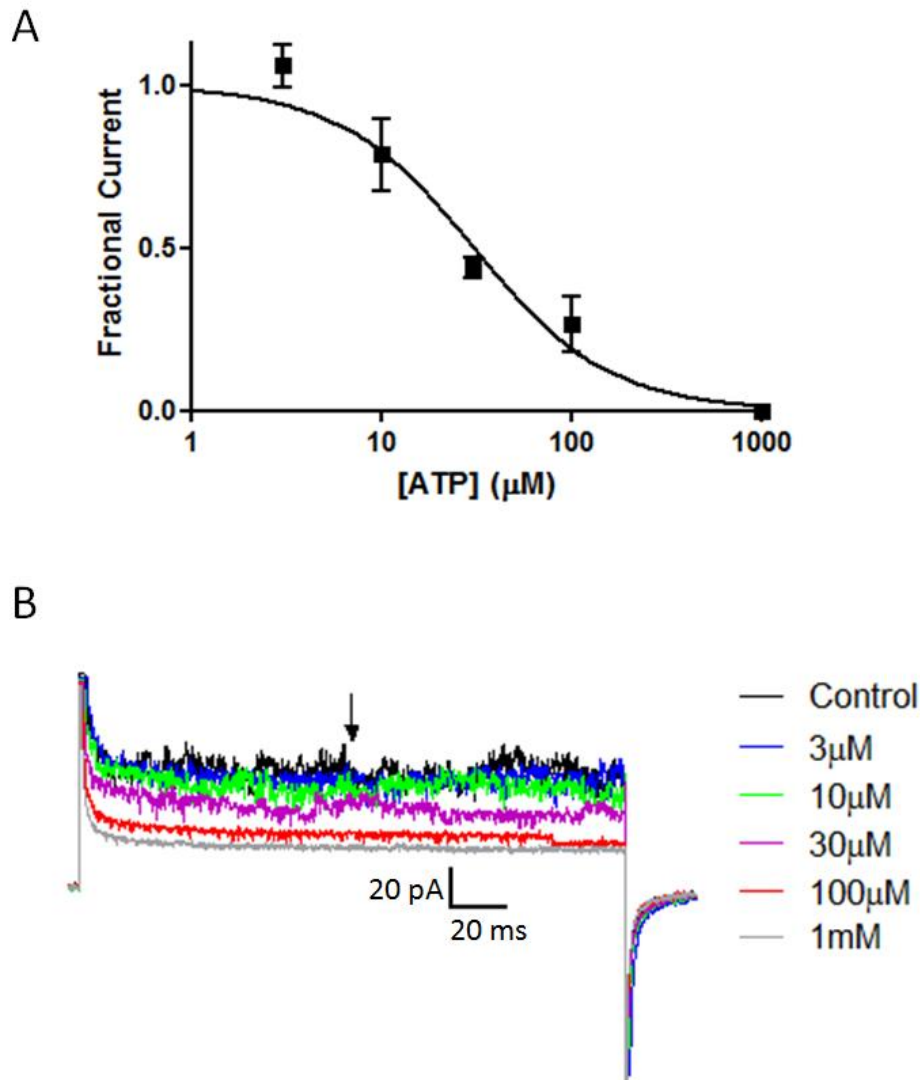 A
Fractional Current
1.0
0.5
0.0
1 10 100 1000
[ATP] (μM)
B
20 pA
20 ms
Control
3μM
10μM
30μM
100μM
1mM